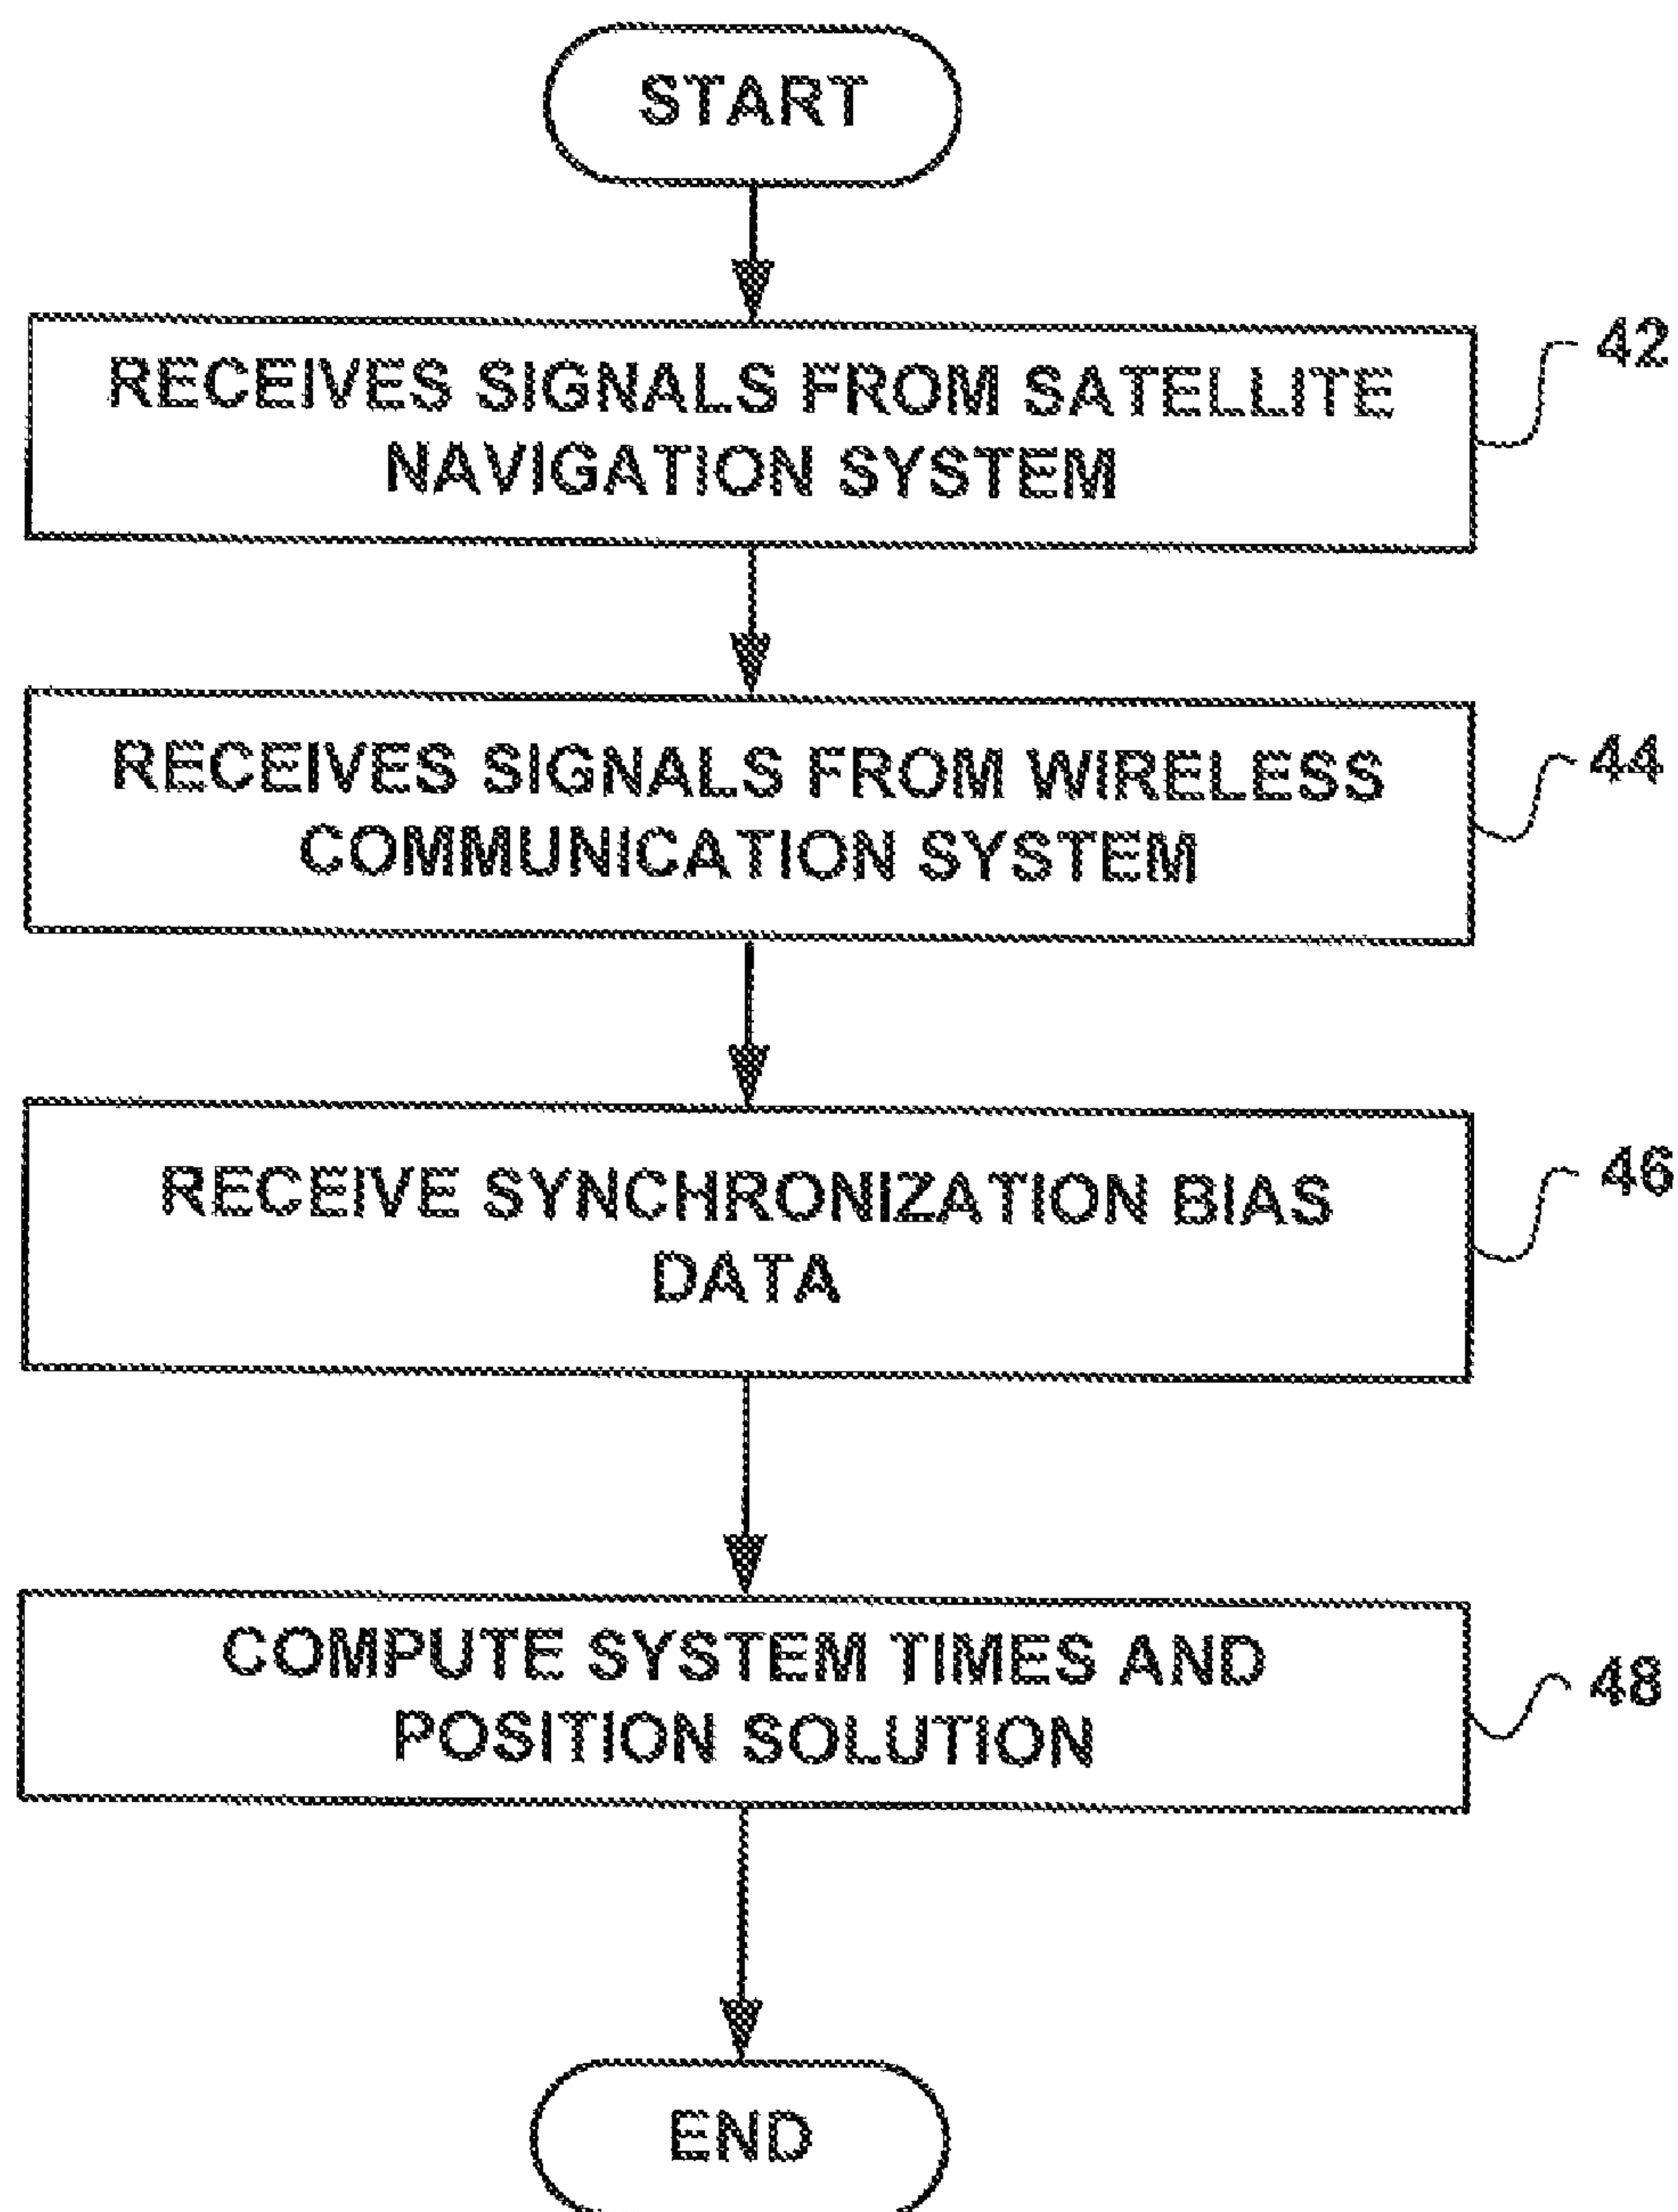 START
RECEIVES SIGNALS FROM SATELLITE
NAVIGATION SYSTEM
42
RECEIVES SIGNALS FROM WIRELESS
COMMUNICATION SYSTEM
44
RECEIVE SYNCHRONIZATION BIAS
DATA
46
COMPUTE SYSTEM TIMES AND
POSITION SOLUTION
48
END